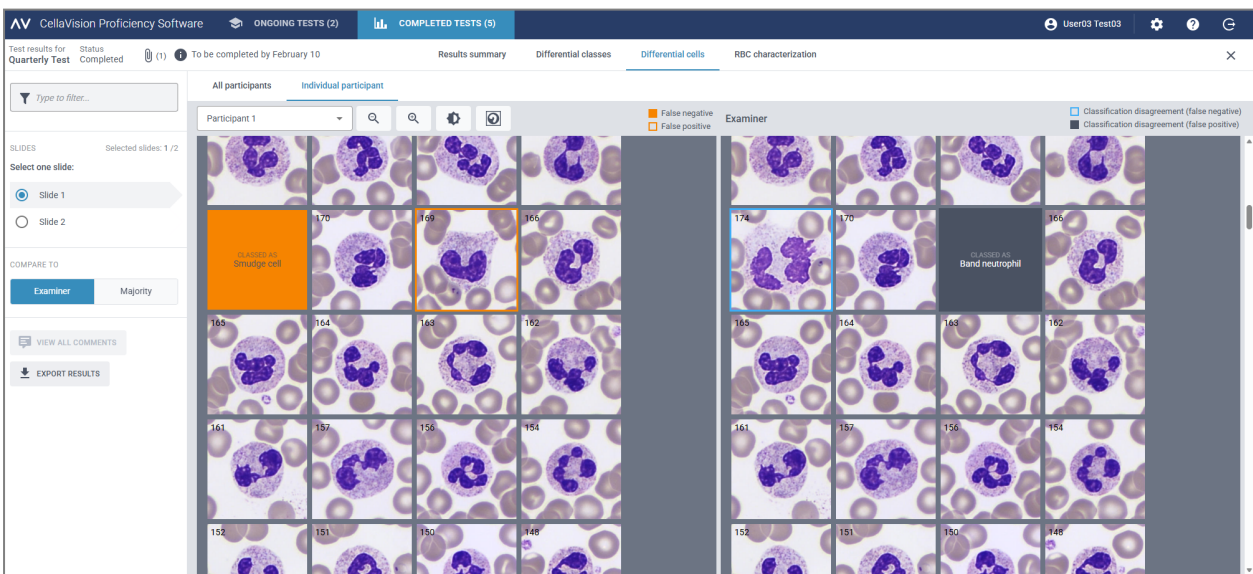 CellaVision Proficiency Software
ONGOING TESTS (2)
COMPLETED TESTS (5)
User03 Test03
Test results for
Quarterly Test
Status
Completed
(1)
To be completed by February 10
Results summary
Differential classes
Differential cells
RBC characterization
Type to filter...
All participants
Individual participant
Participant 1
False negative
False positive
Examiner
Classification disagreement (false negative)
Classification disagreement (false positive)
SLIDES
Selected slides: 1 /2
Select one slide:
Slide 1
Slide 2
COMPARE TO
Examiner
Majority
VIEW ALL COMMENTS
EXPORT RESULTS
CLASSED AS
Smudge cell
170
169
166
165
164
163
162
161
157
156
154
152
151
150
148
174
170
CLASSED AS
Band neutrophil
166
165
164
163
162
161
157
156
154
152
151
150
148